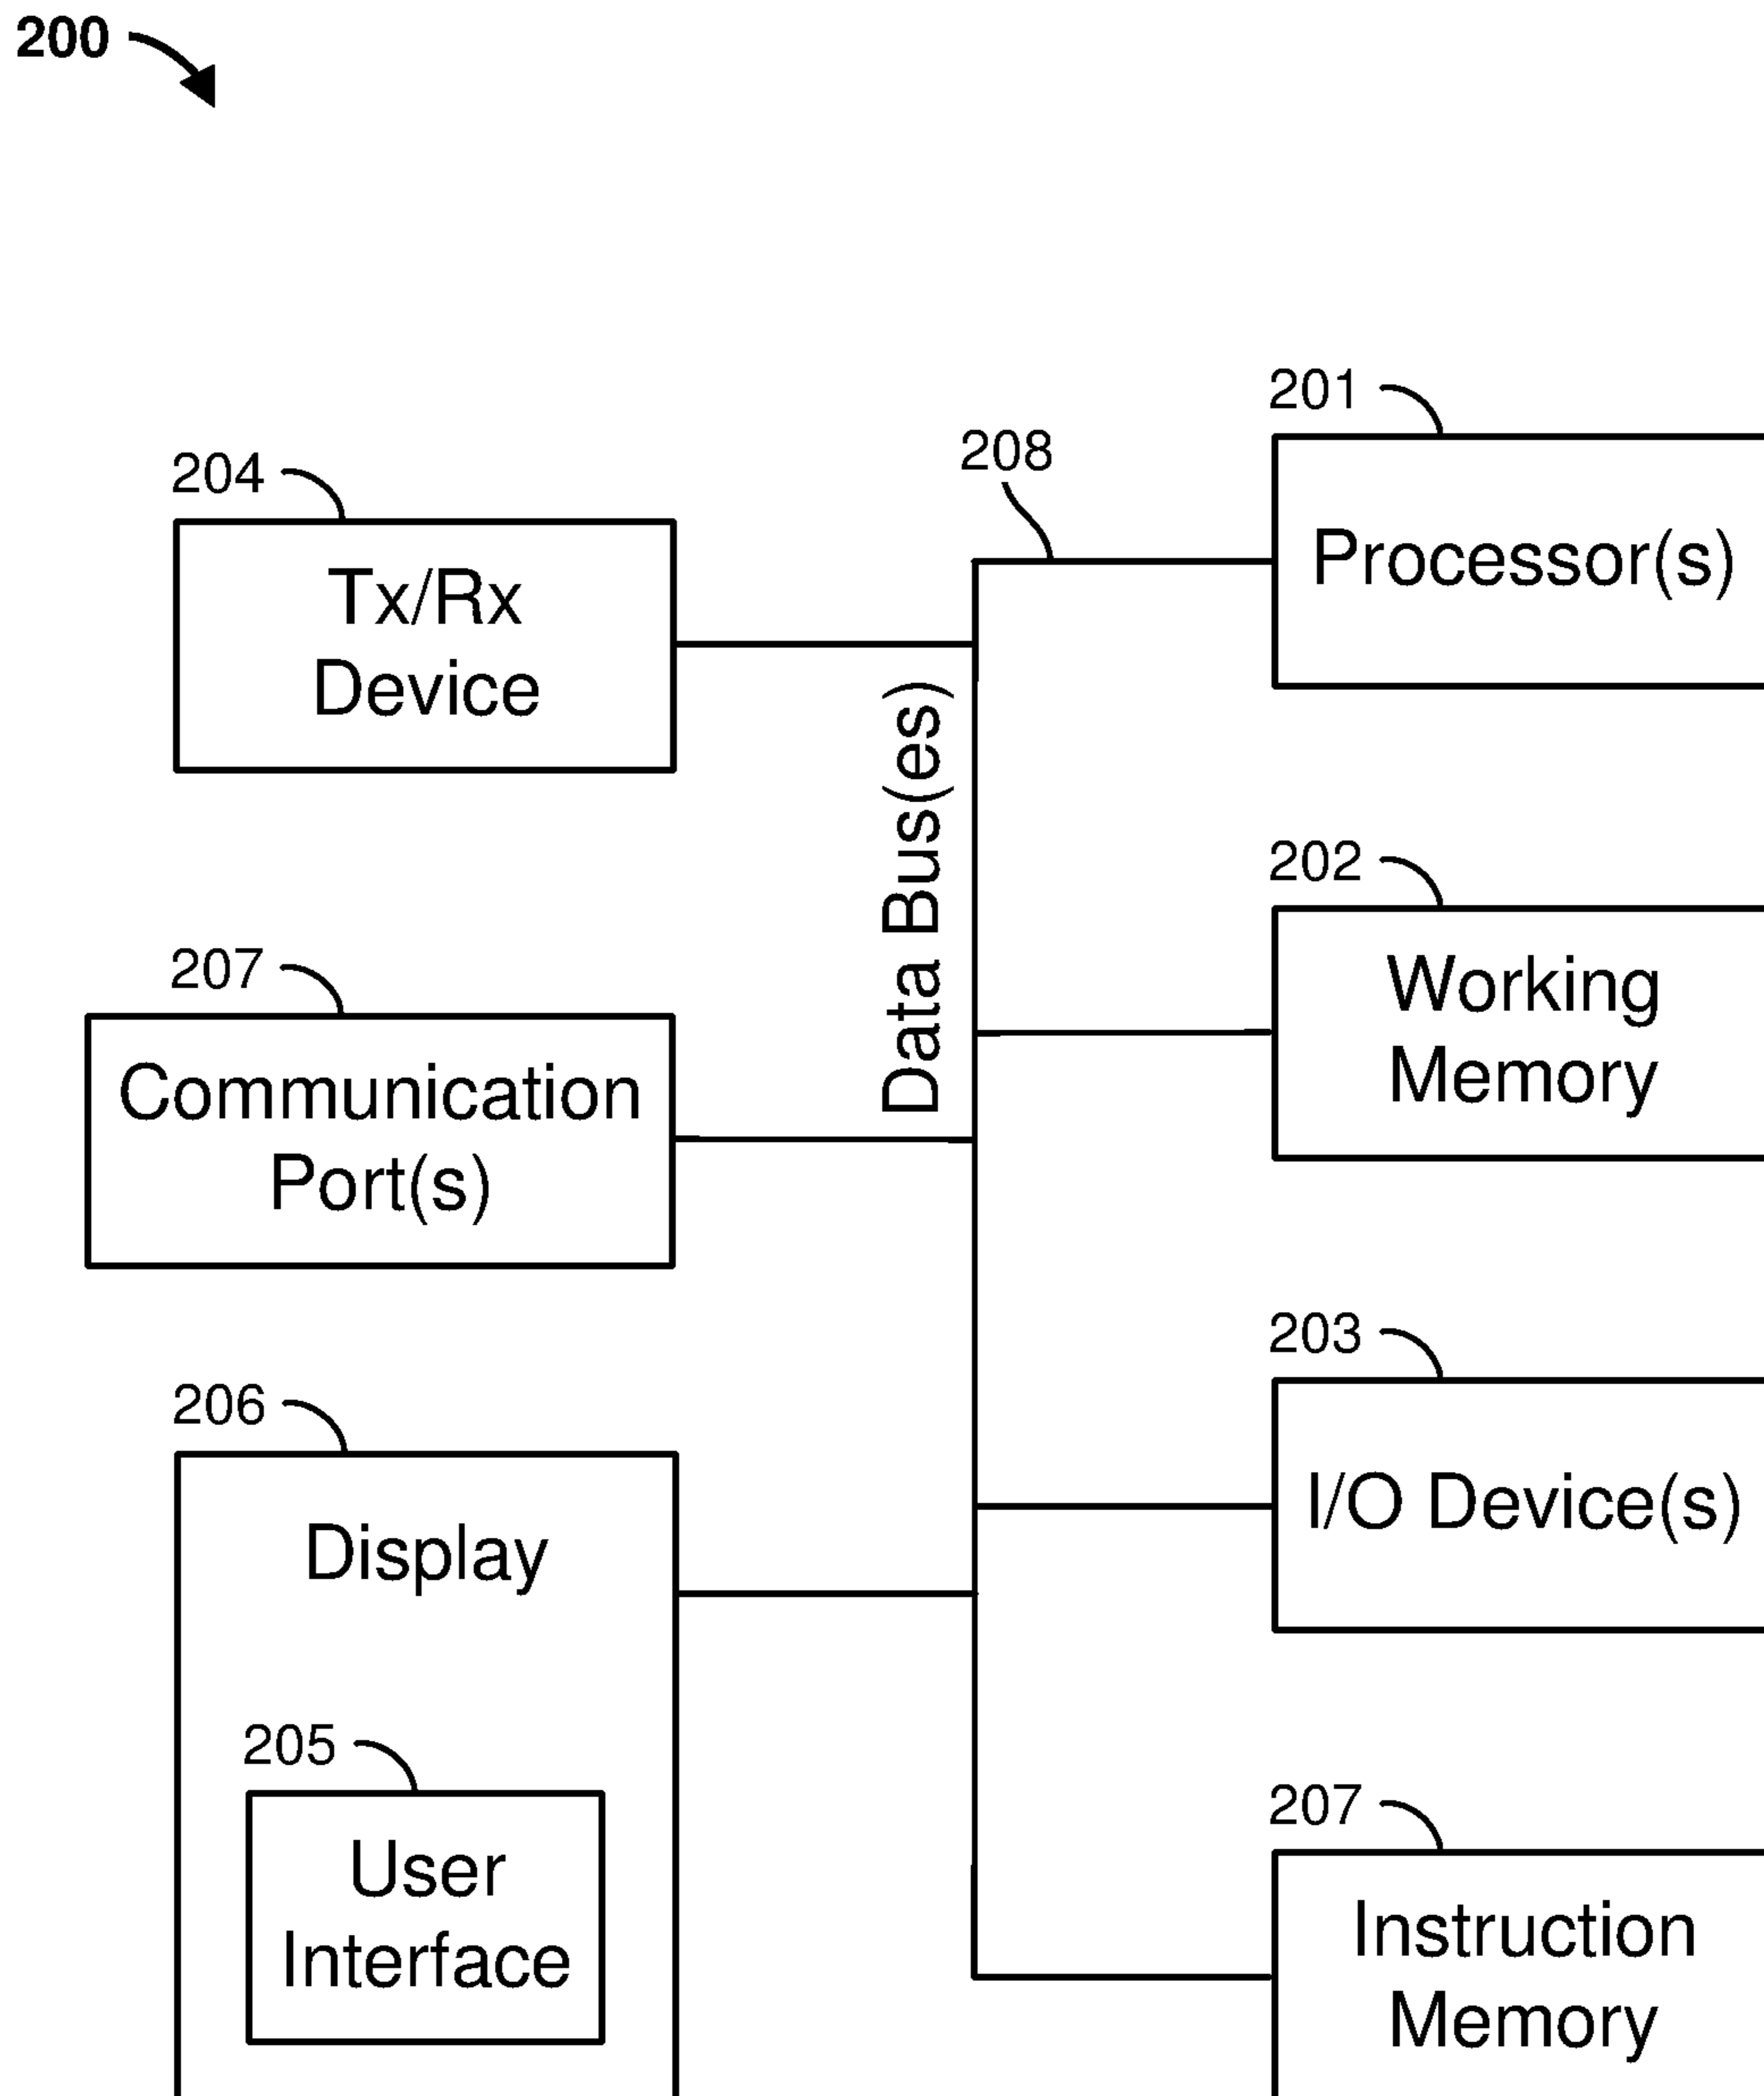 200
204
Tx/Rx
Device
207
Communication
Port(s)
206
Display
205
User
Interface
208
Data Bus(es)
201
Processor(s)
202
Working
Memory
203
I/O Device(s)
207
Instruction
Memory